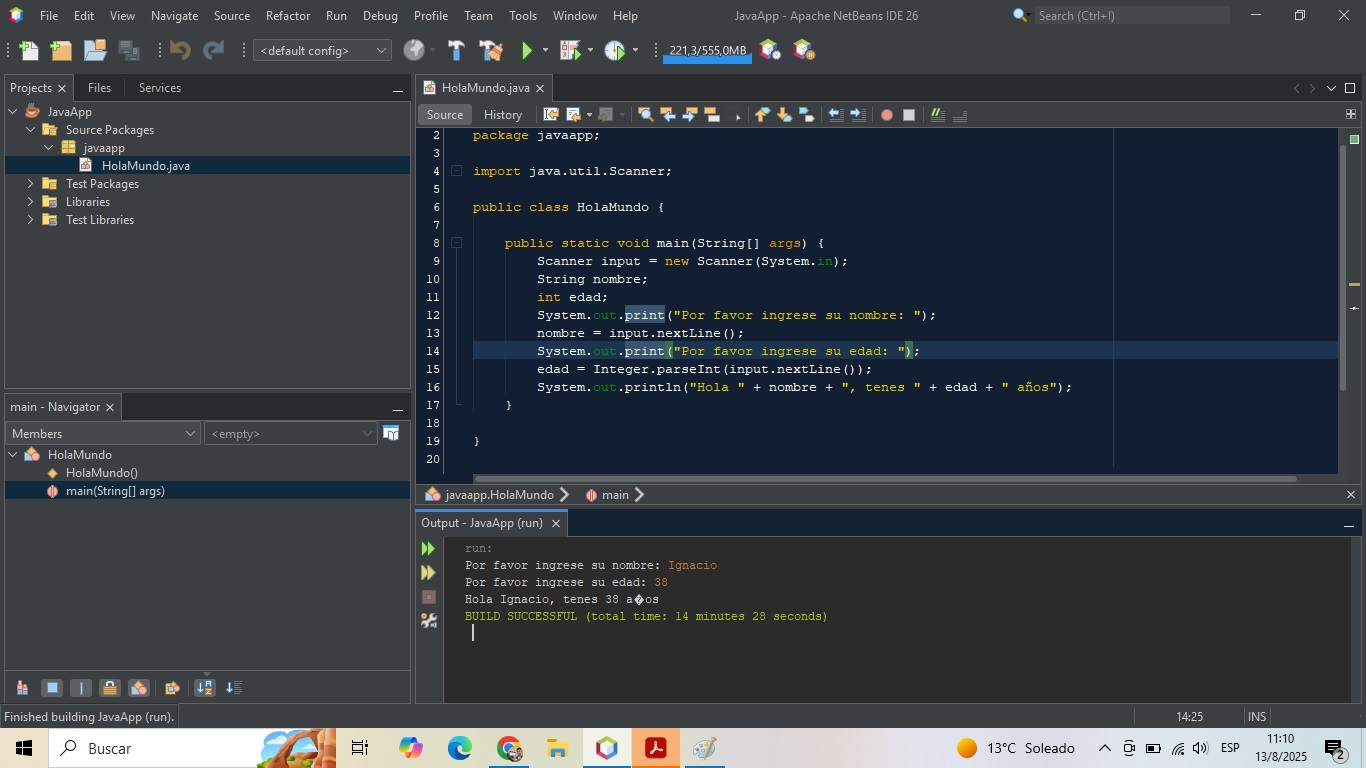 File Edit View Navigate Source Refactor Run Debug Profile Team Tools Window Help JavaApp - Apache NetBeans IDE 26 Search (Ctrl+I)
<default config> 221,3/555,0MB
Projects Files Services
JavaApp
Source Packages
javaapp
HolaMundo.java
Test Packages
Libraries
Test Libraries
main - Navigator
Members <empty>
HolaMundo
HolaMundo()
main(String[] args)
HolaMundo.java
Source History
2 package javaapp;
3
4 import java.util.Scanner;
5
6 public class HolaMundo {
7
8 public static void main(String[] args) {
9 Scanner input = new Scanner(System.in);
10 String nombre;
11 int edad;
12 System.out.print("Por favor ingrese su nombre: ");
13 nombre = input.nextLine();
14 System.out.print("Por favor ingrese su edad: ");
15 edad = Integer.parseInt(input.nextLine());
16 System.out.println("Hola " + nombre + ", tenes " + edad + " años");
17 }
18
19 }
20
javaapp.HolaMundo main
Output - JavaApp (run)
run:
Por favor ingrese su nombre: Ignacio
Por favor ingrese su edad: 38
Hola Ignacio, tenes 38 a�os
BUILD SUCCESSFUL (total time: 14 minutes 28 seconds)
Finished building JavaApp (run). 14:25 INS
Buscar 13°C Soleado ESP 11:10
13/8/2025 2